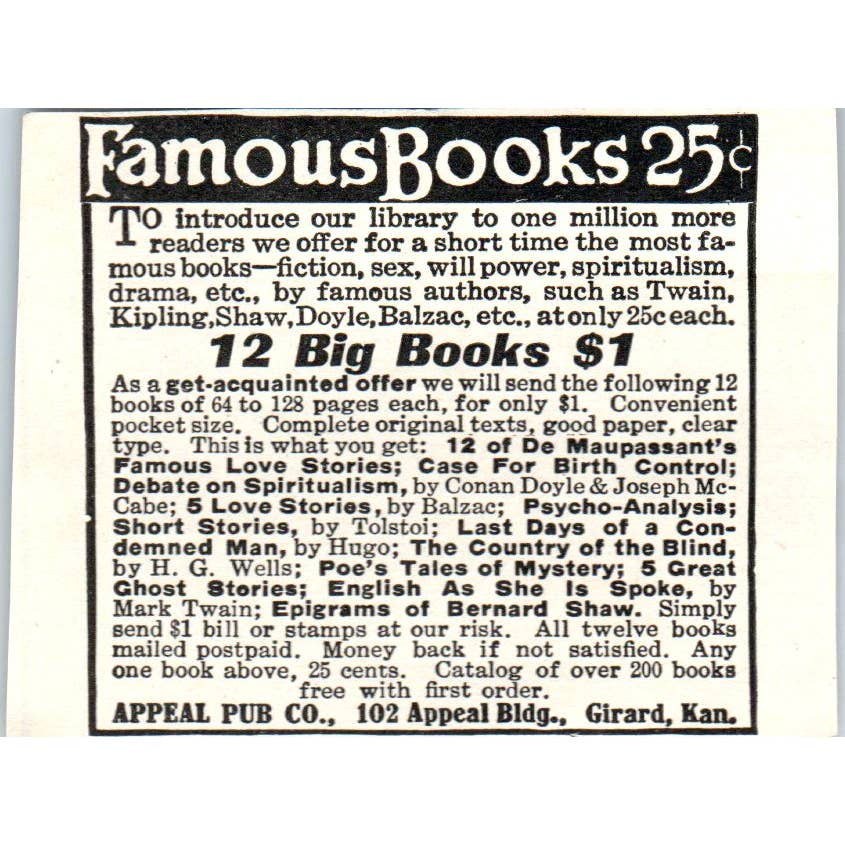 Famous Books 25¢
To introduce our library to one million more
readers we offer for a short time the most fa-
mous books—fiction, sex, will power, spiritualism,
drama, etc., by famous authors, such as Twain,
Kipling, Shaw, Doyle, Balzac, etc., at only 25c each.
12 Big Books $1
As a get-acquainted offer we will send the following 12
books of 64 to 128 pages each, for only $1. Convenient
pocket size. Complete original texts, good paper, clear
type. This is what you get: 12 of De Maupassant's
Famous Love Stories; Case For Birth Control;
Debate on Spiritualism, by Conan Doyle & Joseph Mc-
Cabe; 5 Love Stories, by Balzac; Psycho-Analysis;
Short Stories, by Tolstoi; Last Days of a Con-
demned Man, by Hugo; The Country of the Blind,
by H. G. Wells; Poe's Tales of Mystery; 5 Great
Ghost Stories; English As She Is Spoke, by
Mark Twain; Epigrams of Bernard Shaw. Simply
send $1 bill or stamps at our risk. All twelve books
mailed postpaid. Money back if not satisfied. Any
one book above, 25 cents. Catalog of over 200 books
free with first order.
APPEAL PUB CO., 102 Appeal Bldg., Girard, Kan.